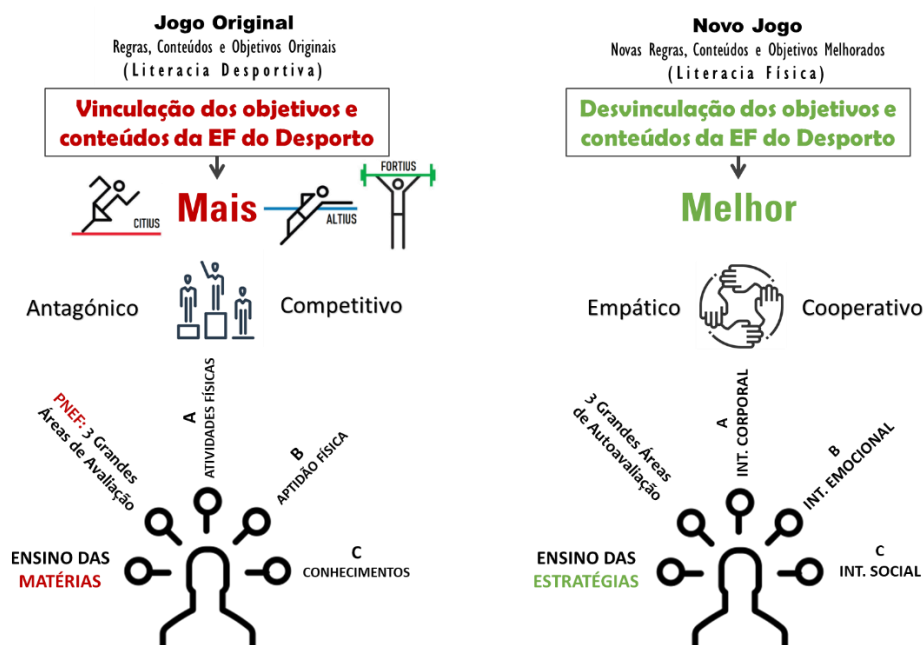 Jogo Original
Regras, Conteúdos e Objetivos Originais
(Literacia Desportiva)
Vinculação dos objetivos e
conteúdos da EF do Desporto
CITIUS
Mais
ALTIUS
FORTIUS
Antagónico
Competitivo
PNEF: 3 Grandes
Áreas de Avaliação
A
ATIVIDADES FÍSICAS
B
APTIDÃO FÍSICA
C
CONHECIMENTOS
ENSINO DAS
MATÉRIAS
Novo Jogo
Novas Regras, Conteúdos e Objetivos Melhorados
(Literacia Física)
Desvinculação dos objetivos e
conteúdos da EF do Desporto
Melhor
Empático
Cooperativo
3 Grandes Áreas
de Autoavaliação
A
INT. CORPORAL
B
INT. EMOCIONAL
C
INT. SOCIAL
ENSINO DAS
ESTRATÉGIAS